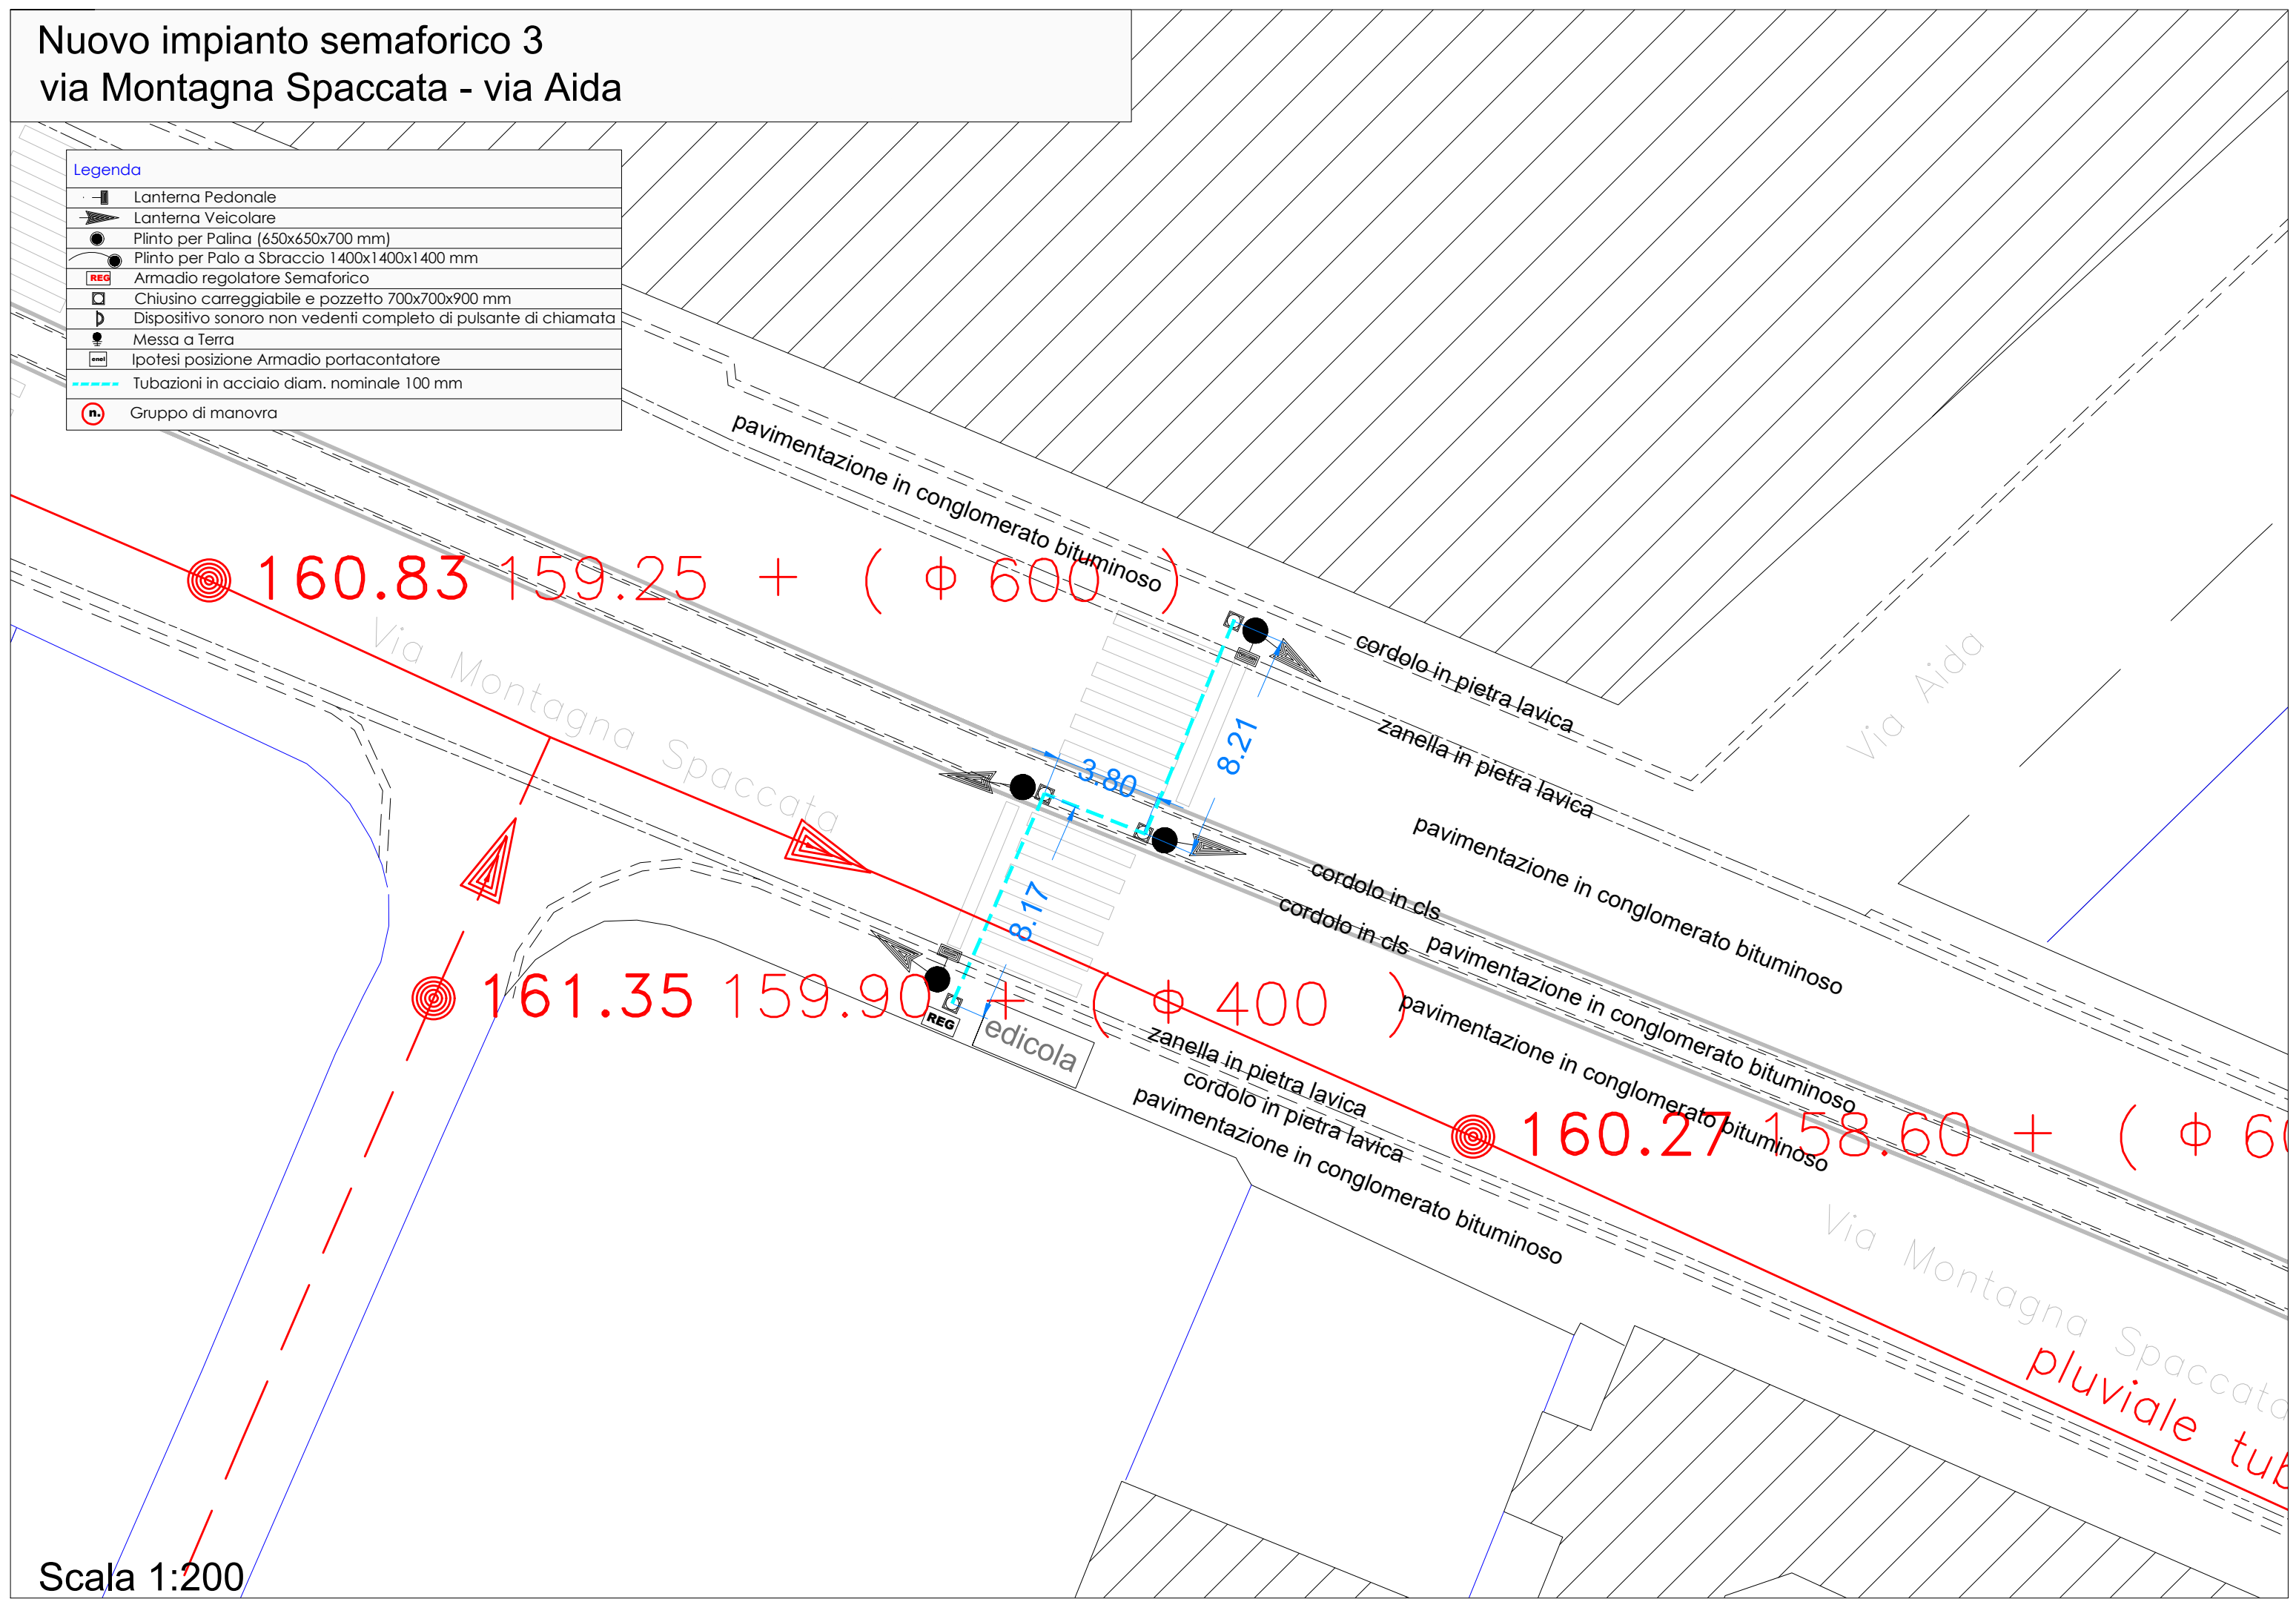 Nuovo impianto semaforico 3
via Montagna Spaccata - via Aida
Legenda
Lanterna Pedonale
Lanterna Veicolare
Plinto per Palina (650x650x700 mm)
Plinto per Palo a Sbraccio 1400x1400x1400 mm
REG Armadio regolatore Semaforico
Chiusino carreggiabile e pozzetto 700x700x900 mm
Dispositivo sonoro non vedenti completo di pulsante di chiamata
Messa a Terra
enel Ipotesi posizione Armadio portacontatore
Tubazioni in acciaio diam. nominale 100 mm
n. Gruppo di manovra
pavimentazione in conglomerato bituminoso
160.83 159.25 + ( ϕ 600 )
Via Montagna Spaccata
cordolo in pietra lavica
Via Aida
zanella in pietra lavica
8.21
3.80
pavimentazione in conglomerato bituminoso
8.17
cordolo in cls
cordolo in cls
pavimentazione in conglomerato bituminoso
161.35 159.90 + ( ϕ 400 )
pavimentazione in conglomerato bituminoso
REG
edicola
zanella in pietra lavica
cordolo in pietra lavica
pavimentazione in conglomerato bituminoso
160.27 158.60 + ( ϕ 60
Via Montagna Spaccata
pluviale tub
Scala 1:200